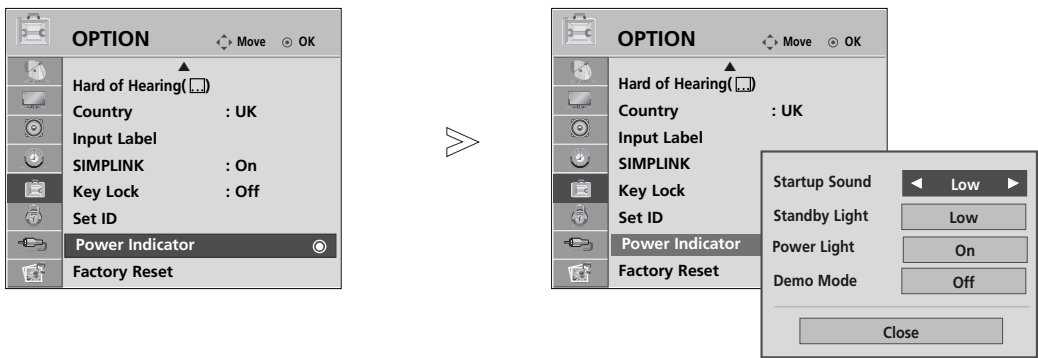 OPTION Move OK
Hard of Hearing( )
Country : UK
Input Label
SIMPLINK : On
Key Lock : Off
Set ID
Power Indicator
Factory Reset
OPTION Move OK
Hard of Hearing( )
Country : UK
Input Label
SIMPLINK
Key Lock
Set ID
Power Indicator
Factory Reset
Startup Sound Low
Standby Light Low
Power Light On
Demo Mode Off
Close